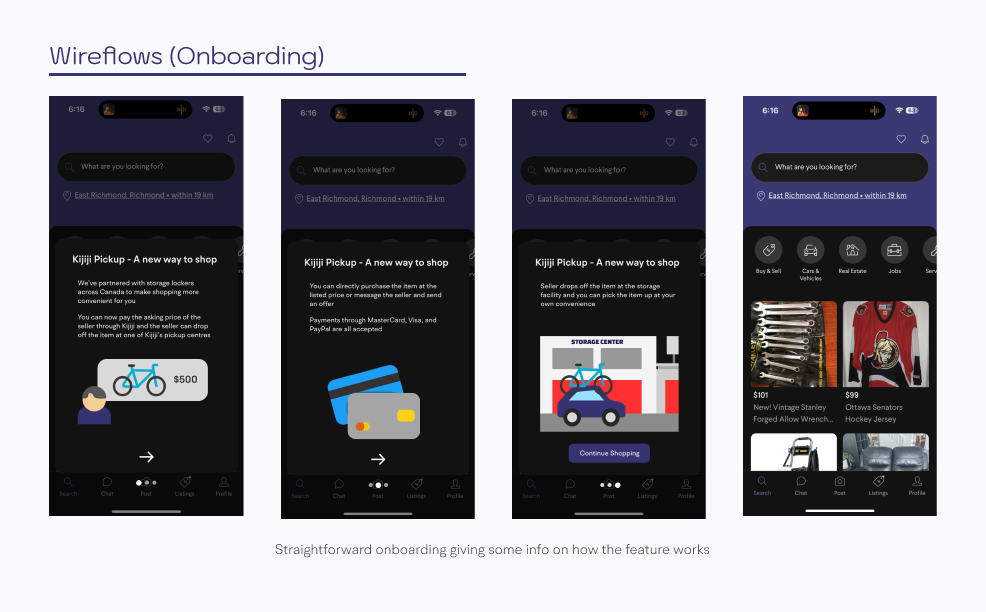 Wireflows (Onboarding)
6:16
What are you looking for?
East Richmond, Richmond • within 19 km
Kijiji Pickup - A new way to shop
We've partnered with storage lockers
across Canada to make shopping more
convenient for you
You can now pay the asking price of the
seller through Kijiji and the seller can drop
off the item at one of Kijiji's pickup centres
$500
Search
Chat
Post
Listings
Profile
6:16
What are you looking for?
East Richmond, Richmond • within 19 km
Kijiji Pickup - A new way to shop
You can directly purchase the item at the
listed price or message the seller and send
an offer
Payments through MasterCard, Visa, and
PayPal are all accepted
Search
Chat
Post
Listings
Profile
6:16
What are you looking for?
East Richmond, Richmond • within 19 km
Kijiji Pickup - A new way to shop
Seller drops off the item at the storage
facility and you can pick the item up at your
own convenience
STORAGE CENTER
Continue Shopping
Search
Chat
Post
Listings
Profile
6:16
What are you looking for?
East Richmond, Richmond • within 19 km
Buy & Sell
Cars &
Vehicles
Real Estate
Jobs
Serv
$101
New! Vintage Stanley
Forged Allow Wrench...
$99
Ottawa Senators
Hockey Jersey
Search
Chat
Post
Listings
Profile
Straightforward onboarding giving some info on how the feature works